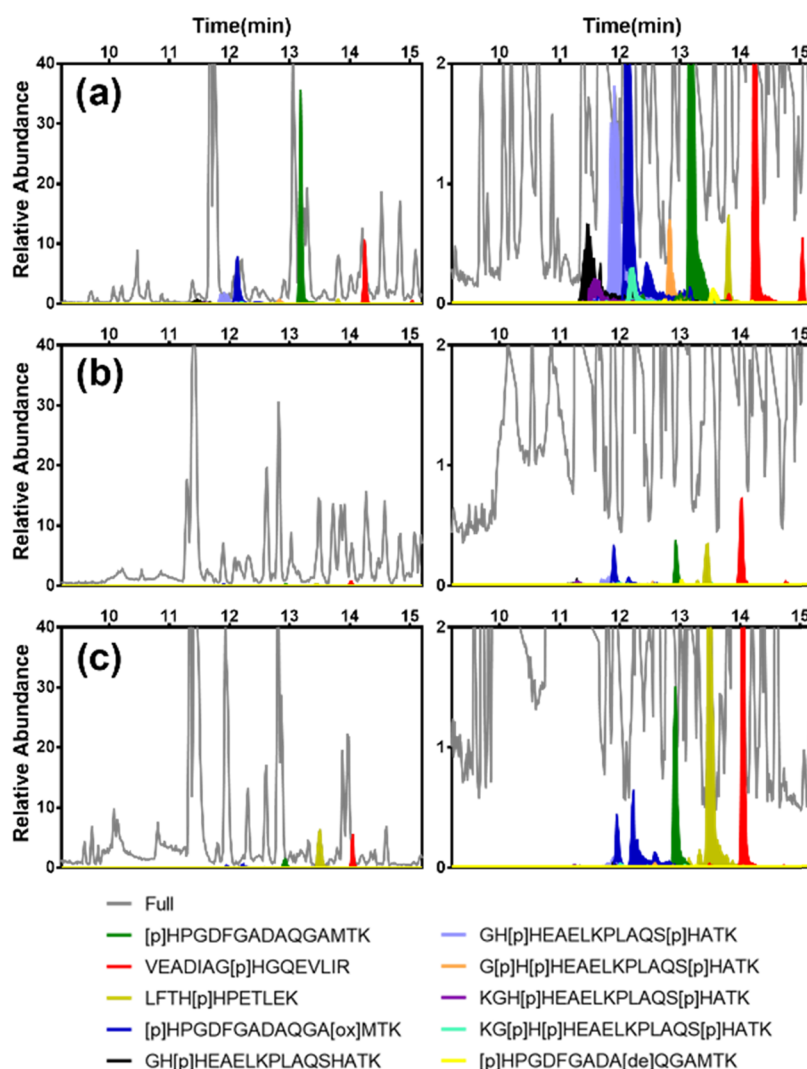 Time(min) Time(min)
10 11 12 13 14 15 10 11 12 13 14 15
(a)
Relative Abundance
40
30
20
10
0
2
1
0
10 11 12 13 14 15 10 11 12 13 14 15
(b)
Relative Abundance
40
30
20
10
0
2
1
0
10 11 12 13 14 15 10 11 12 13 14 15
(c)
Relative Abundance
40
30
20
10
0
2
1
0
Full
[p]HPGDFGADAQGAMTK
VEADIAG[p]HGQEVLIR
LFTH[p]HPETLEK
[p]HPGDFGADAQGA[ox]MTK
GH[p]HEAELKPLAQSHATK
GH[p]HEAELKPLAQS[p]HATK
G[p]H[p]HEAELKPLAQS[p]HATK
KGH[p]HEAELKPLAQS[p]HATK
KG[p]H[p]HEAELKPLAQS[p]HATK
[p]HPGDFGADA[de]QGAMTK